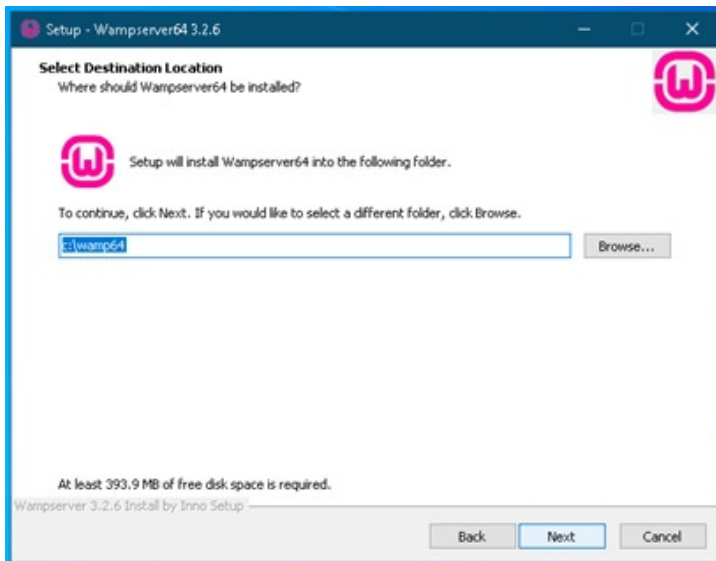 Setup - Wampserver64 3.2.6
Select Destination Location
Where should Wampserver64 be installed?
Setup will install Wampserver64 into the following folder.
To continue, click Next. If you would like to select a different folder, click Browse.
c:\wamp64
Browse...
At least 393.9 MB of free disk space is required.
Wampserver 3.2.6 Install by Inno Setup
Back
Next
Cancel